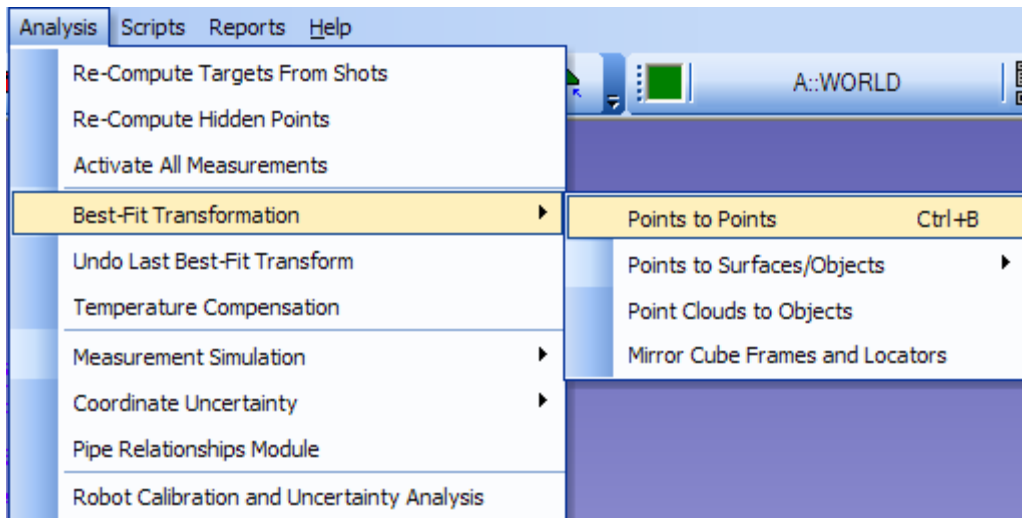 Analysis Scripts Reports Help
Re-Compute Targets From Shots
A::WORLD
Re-Compute Hidden Points
Activate All Measurements
Best-Fit Transformation
Points to Points Ctrl+B
Undo Last Best-Fit Transform
Points to Surfaces/Objects
Temperature Compensation
Point Clouds to Objects
Measurement Simulation
Mirror Cube Frames and Locators
Coordinate Uncertainty
Pipe Relationships Module
Robot Calibration and Uncertainty Analysis